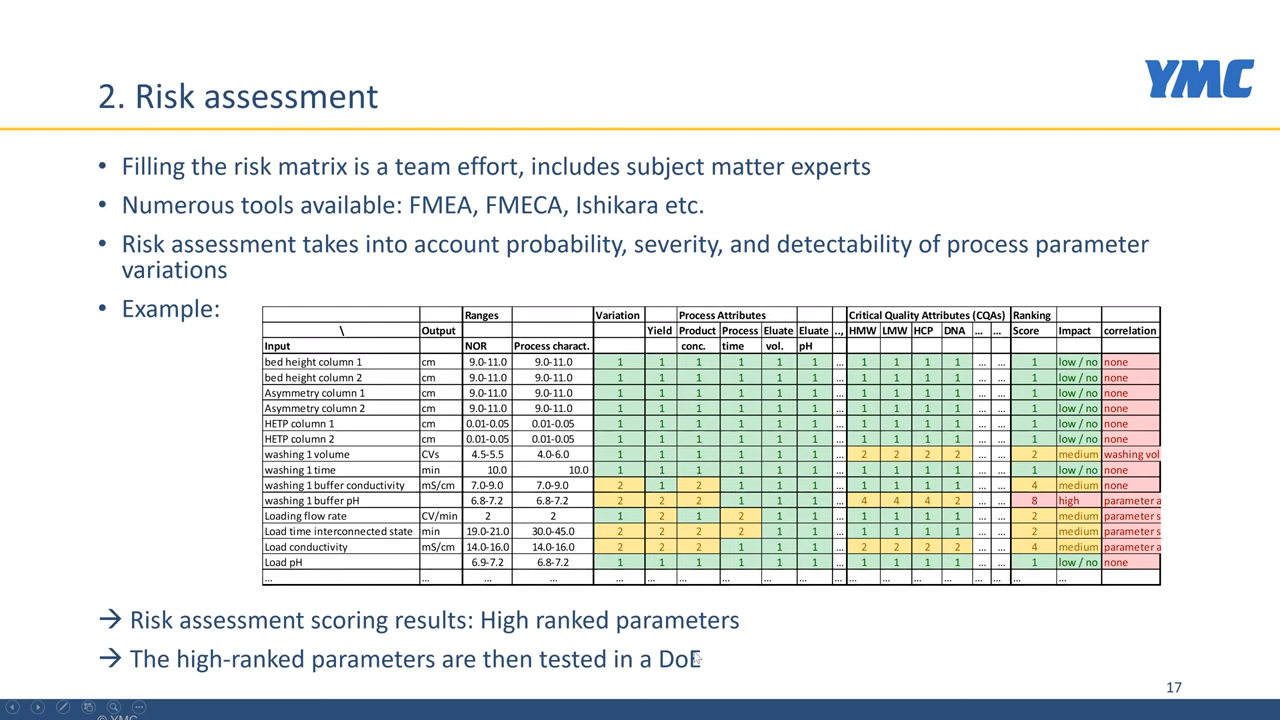 2. Risk assessment
YMC
• Filling the risk matrix is a team effort, includes subject matter experts
• Numerous tools available: FMEA, FMECA, Ishikara etc.
• Risk assessment takes into account probability, severity, and detectability of process parameter
variations
• Example:
Ranges Variation Process Attributes Critical Quality Attributes (CQAs) Ranking
\ Output Yield Product Process Eluate Eluate .., HMW LMW HCP DNA ... ... Score Impact correlation
Input NOR Process charact. conc. time vol. pH
bed height column 1 cm 9.0-11.0 9.0-11.0 1 1 1 1 1 1 ... 1 1 1 1 ... ... 1 low / no none
bed height column 2 cm 9.0-11.0 9.0-11.0 1 1 1 1 1 1 ... 1 1 1 1 ... ... 1 low / no none
Asymmetry column 1 cm 9.0-11.0 9.0-11.0 1 1 1 1 1 1 ... 1 1 1 1 ... ... 1 low / no none
Asymmetry column 2 cm 9.0-11.0 9.0-11.0 1 1 1 1 1 1 ... 1 1 1 1 ... ... 1 low / no none
HETP column 1 cm 0.01-0.05 0.01-0.05 1 1 1 1 1 1 ... 1 1 1 1 ... ... 1 low / no none
HETP column 2 cm 0.01-0.05 0.01-0.05 1 1 1 1 1 1 ... 1 1 1 1 ... ... 1 low / no none
washing 1 volume CVs 4.5-5.5 4.0-6.0 1 1 1 1 1 1 ... 2 2 2 2 ... ... 2 medium washing vol
washing 1 time min 10.0 10.0 1 1 1 1 1 1 ... 1 1 1 1 ... ... 1 low / no none
washing 1 buffer conductivity mS/cm 7.0-9.0 7.0-9.0 2 1 2 1 1 1 ... 1 1 1 1 ... ... 4 medium none
washing 1 buffer pH 6.8-7.2 6.8-7.2 2 2 2 1 1 1 ... 4 4 4 2 ... ... 8 high parameter a
Loading flow rate CV/min 2 2 1 2 1 2 1 1 ... 1 1 1 1 ... ... 2 medium parameter s
Load time interconnected state min 19.0-21.0 30.0-45.0 2 2 2 2 1 1 ... 1 1 1 1 ... ... 2 medium parameter s
Load conductivity mS/cm 14.0-16.0 14.0-16.0 2 2 2 1 1 1 ... 2 2 2 2 ... ... 4 medium parameter a
Load pH 6.9-7.2 6.8-7.2 1 1 1 1 1 1 ... 1 1 1 1 ... ... 1 low / no none
... ... ... ... ... ... ... ... ... ... ... ... ... ... ... ... ... ... ...
→ Risk assessment scoring results: High ranked parameters
→ The high-ranked parameters are then tested in a DoE
17
© YMC